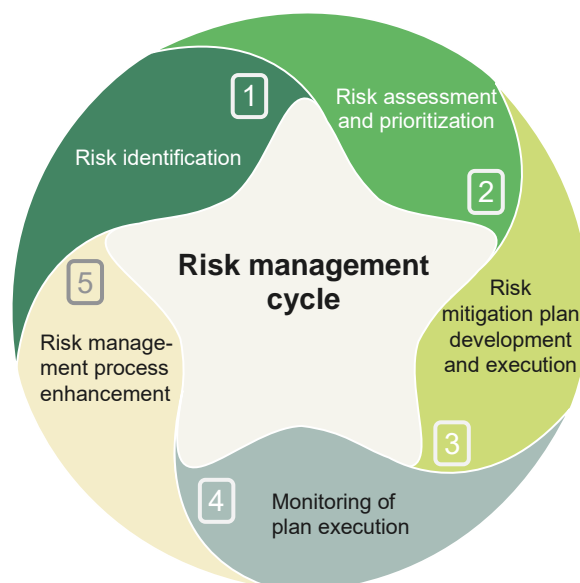 1
Risk identification
Risk assessment
and prioritization
2
Risk
mitigation plan
development
and execution
3
4
Monitoring of
plan execution
5
Risk manage-
ment process
enhancement
Risk management
cycle